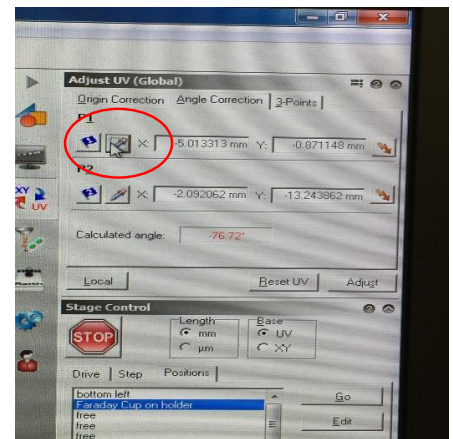 Adjust UV (Global)
Origin Correction Angle Correction 3-Points
P1
X: -5.013313 mm Y: -0.871148 mm
P2
X: -2.092062 mm Y: -13.243862 mm
XY
UV
Calculated angle: -76.72°
Local Reset UV Adjust
Stage Control
STOP
Length
mm
µm
Base
UV
XY
Drive Step Positions
bottom left
Faraday Cup on holder
free
free
free
Go
Edit